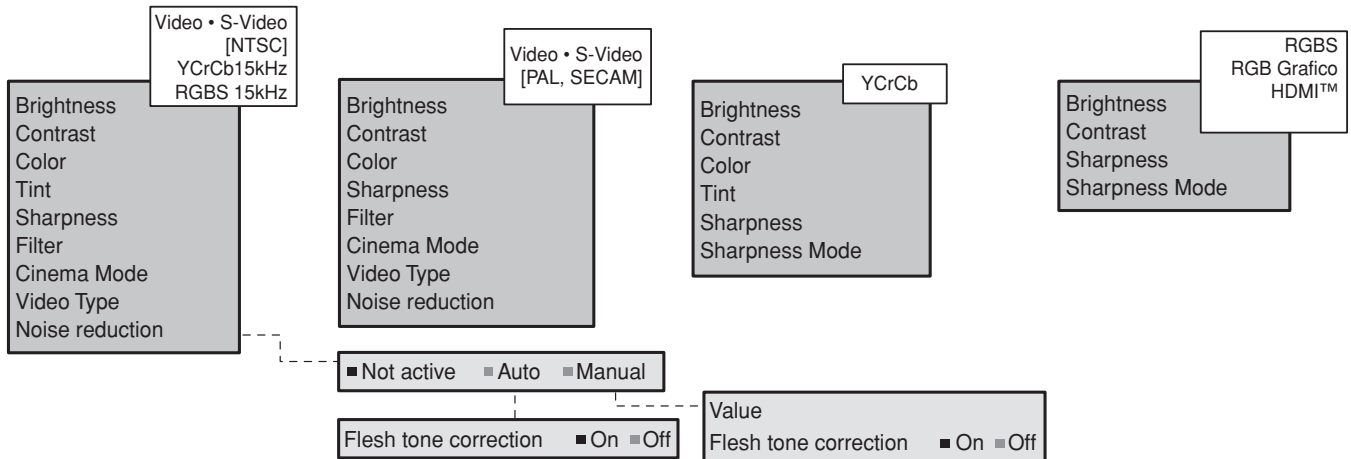 Video • S-Video
[NTSC]
YCrCb15kHz
RGBS 15kHz
Brightness
Contrast
Color
Tint
Sharpness
Filter
Cinema Mode
Video Type
Noise reduction
Video • S-Video
[PAL, SECAM]
Brightness
Contrast
Color
Sharpness
Filter
Cinema Mode
Video Type
Noise reduction
YCrCb
Brightness
Contrast
Color
Tint
Sharpness
Sharpness Mode
RGBS
RGB Grafico
HDMI™
Brightness
Contrast
Sharpness
Sharpness Mode
Not active Auto Manual
Flesh tone correction On Off
Value
Flesh tone correction On Off